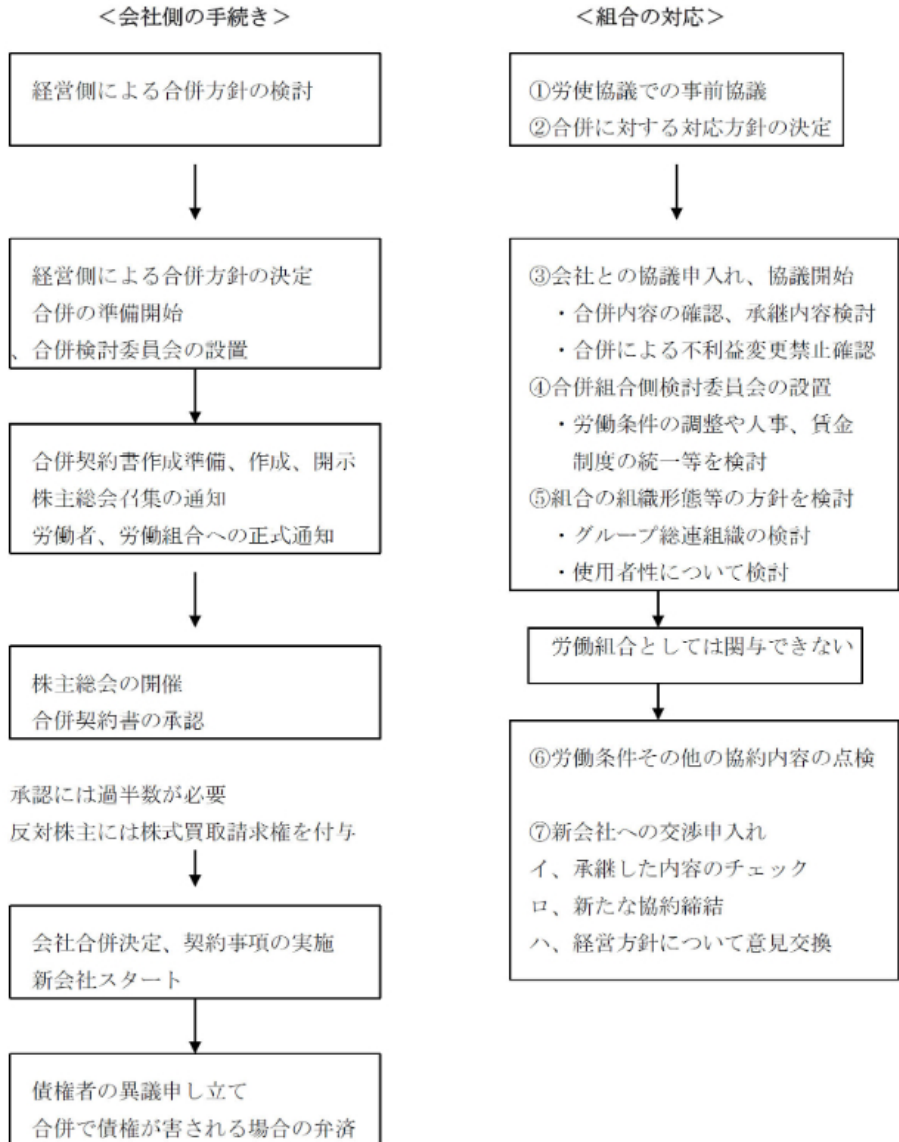 ＜会社側の手続き＞
経営側による合併方針の検討
経営側による合併方針の決定
合併の準備開始
、合併検討委員会の設置
合併契約書作成準備、作成、開示
株主総会召集の通知
労働者、労働組合への正式通知
株主総会の開催
合併契約書の承認
承認には過半数が必要
反対株主には株式買取請求権を付与
会社合併決定、契約事項の実施
新会社スタート
債権者の異議申し立て
合併で債権が害される場合の弁済
＜組合の対応＞
①労使協議での事前協議
②合併に対する対応方針の決定
③会社との協議申入れ、協議開始
・合併内容の確認、承継内容検討
・合併による不利益変更禁止確認
④合併組合側検討委員会の設置
・労働条件の調整や人事、賃金
制度の統一等を検討
⑤組合の組織形態等の方針を検討
・グループ総連組織の検討
・使用者性について検討
労働組合としては関与できない
⑥労働条件その他の協約内容の点検
⑦新会社への交渉申入れ
イ、承継した内容のチェック
ロ、新たな協約締結
ハ、経営方針について意見交換